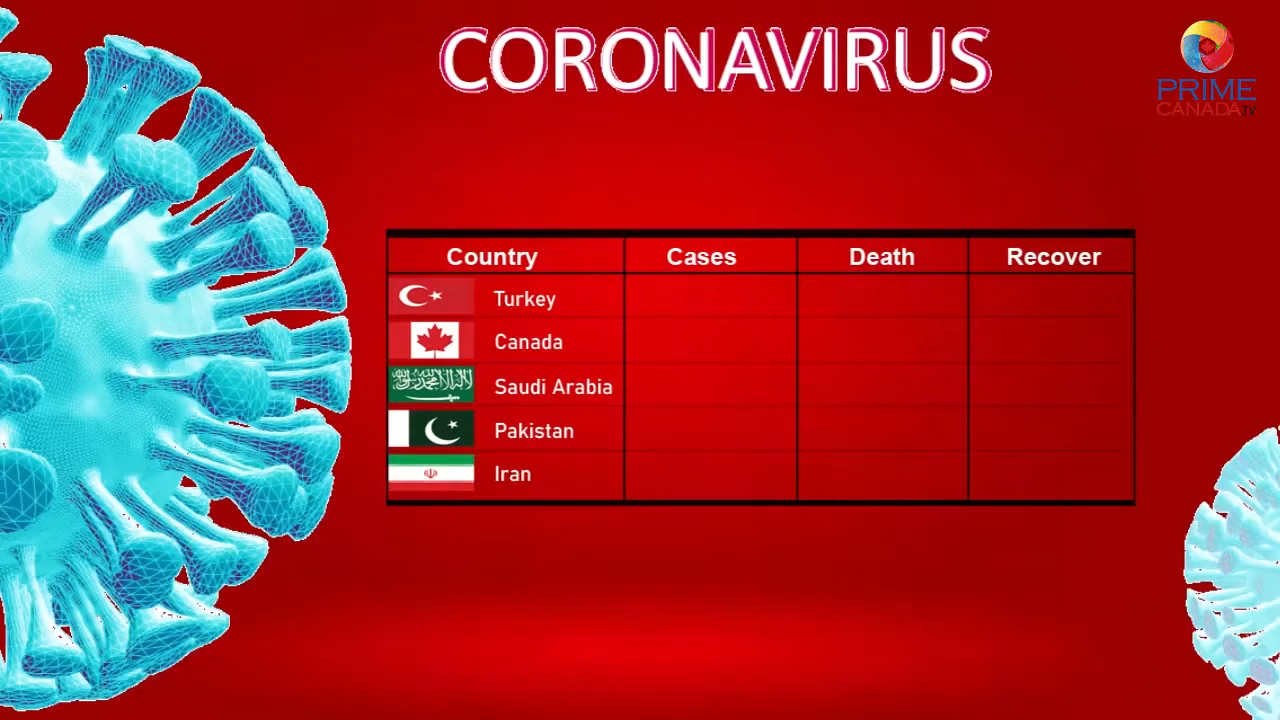 CORONAVIRUS
PRIME
CANADA TV
Country Cases Death Recover
Turkey
Canada
Saudi Arabia
Pakistan
Iran